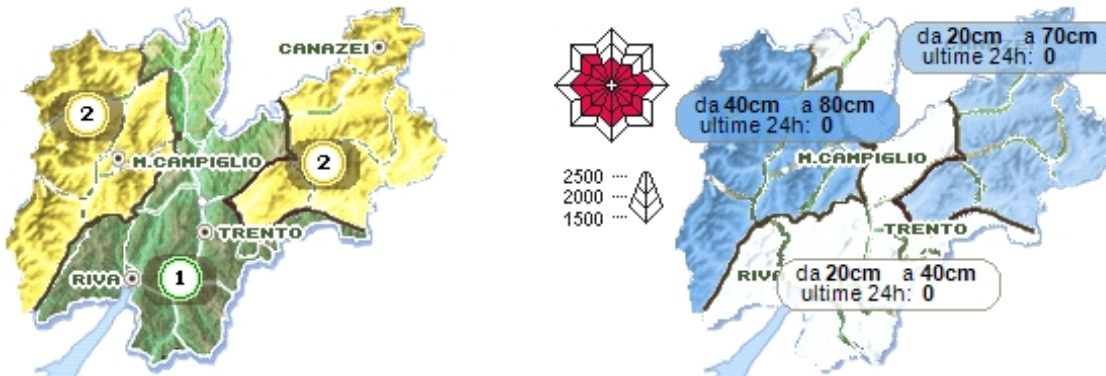 CANAZEI
2
M.CAMPIGLIO
2
TRENTO
RIVA
1
2500
2000
1500
da 20cm a 70cm
ultime 24h: 0
da 40cm a 80cm
ultime 24h: 0
M.CAMPIGLIO
TRENTO
RIVA
da 20cm a 40cm
ultime 24h: 0